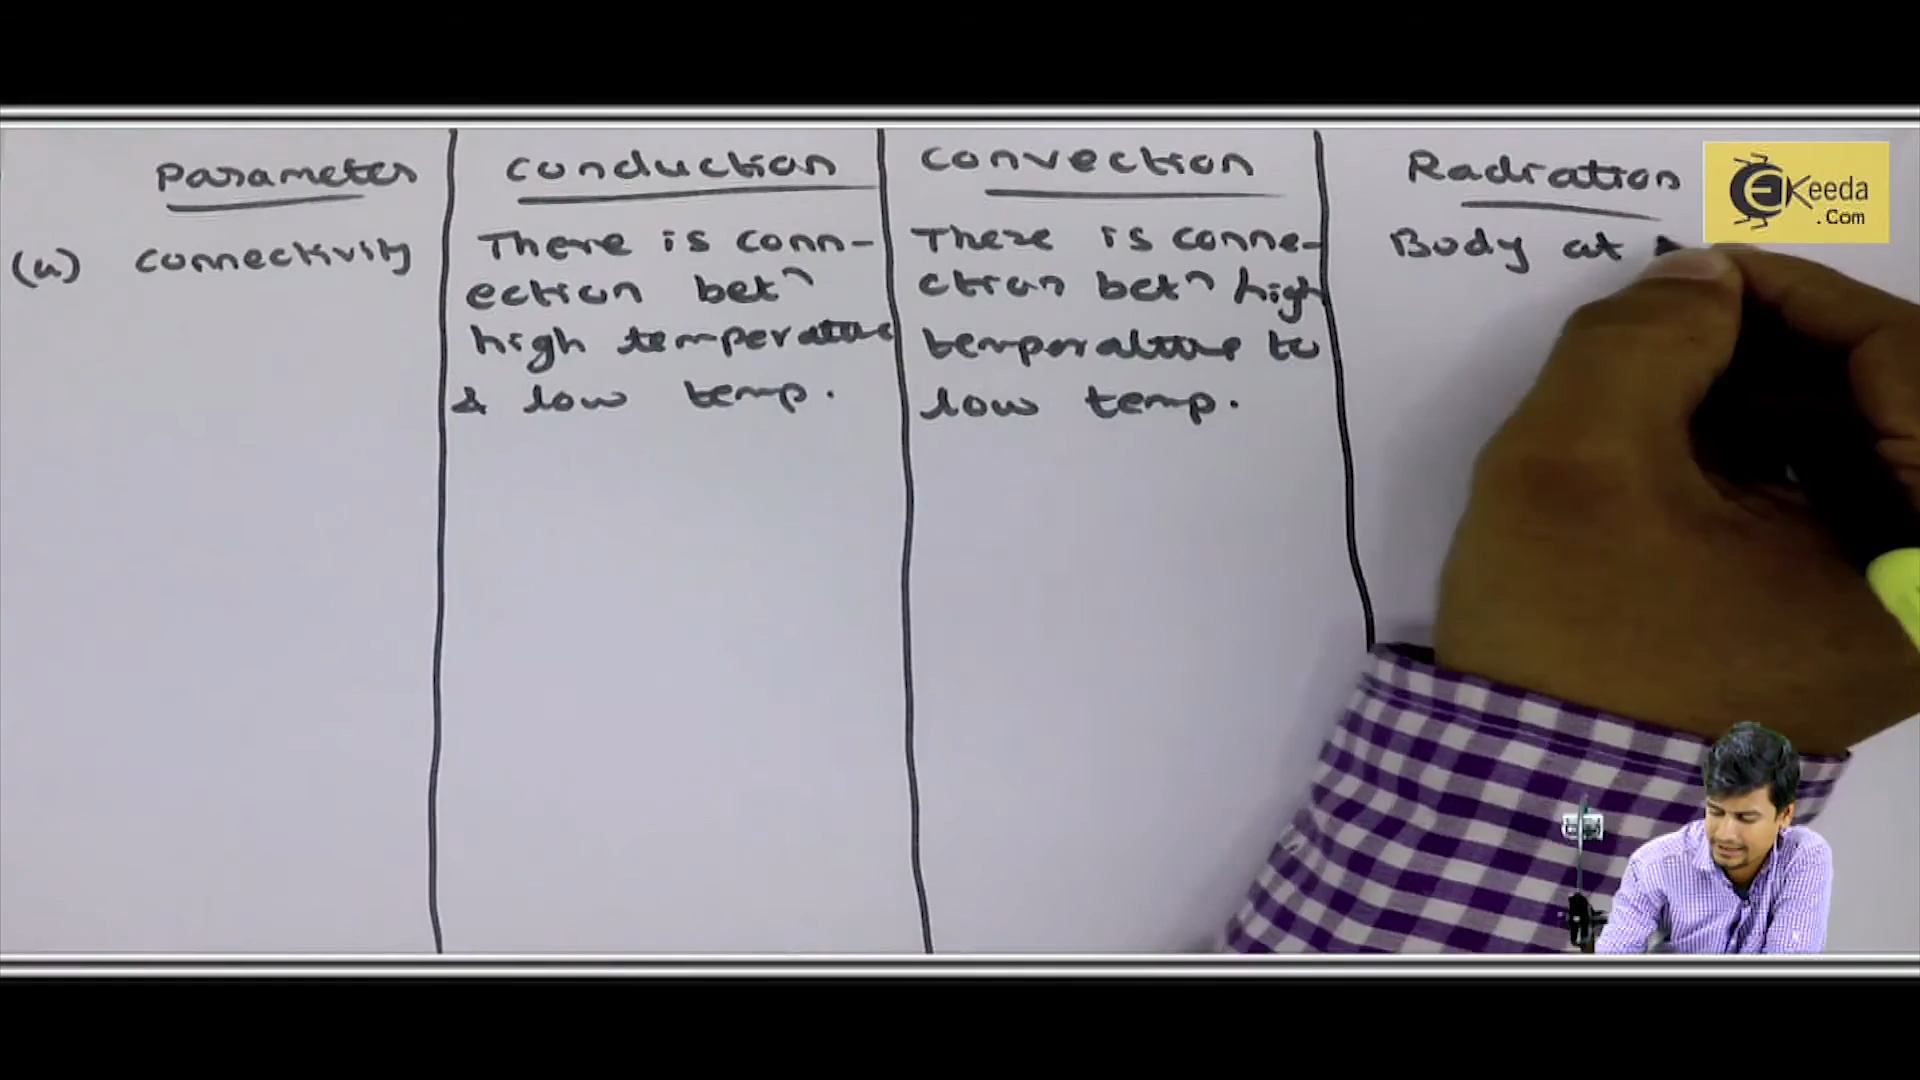 Parameter
conduction
convection
Radiation
(a) connectivity
There is conn-
ection betn
high temperature
& low temp.
There is conne-
ction betn high
temperature to
low temp.
Body at
Keeda
.Com